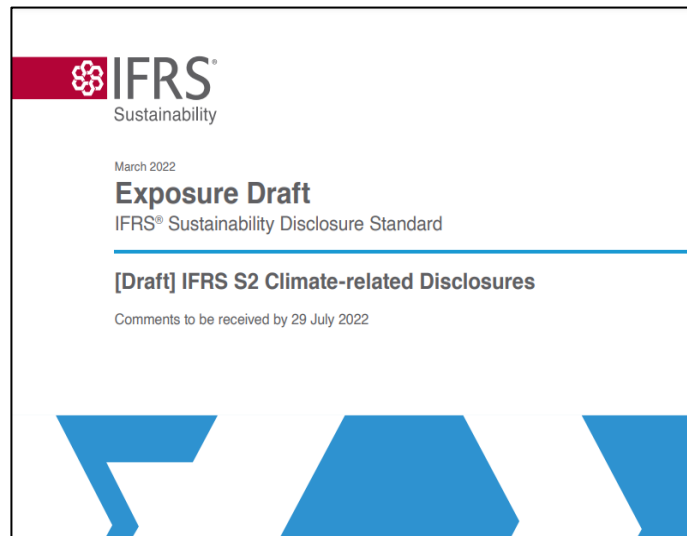 IFRS®
Sustainability
March 2022
Exposure Draft
IFRS® Sustainability Disclosure Standard
[Draft] IFRS S2 Climate-related Disclosures
Comments to be received by 29 July 2022